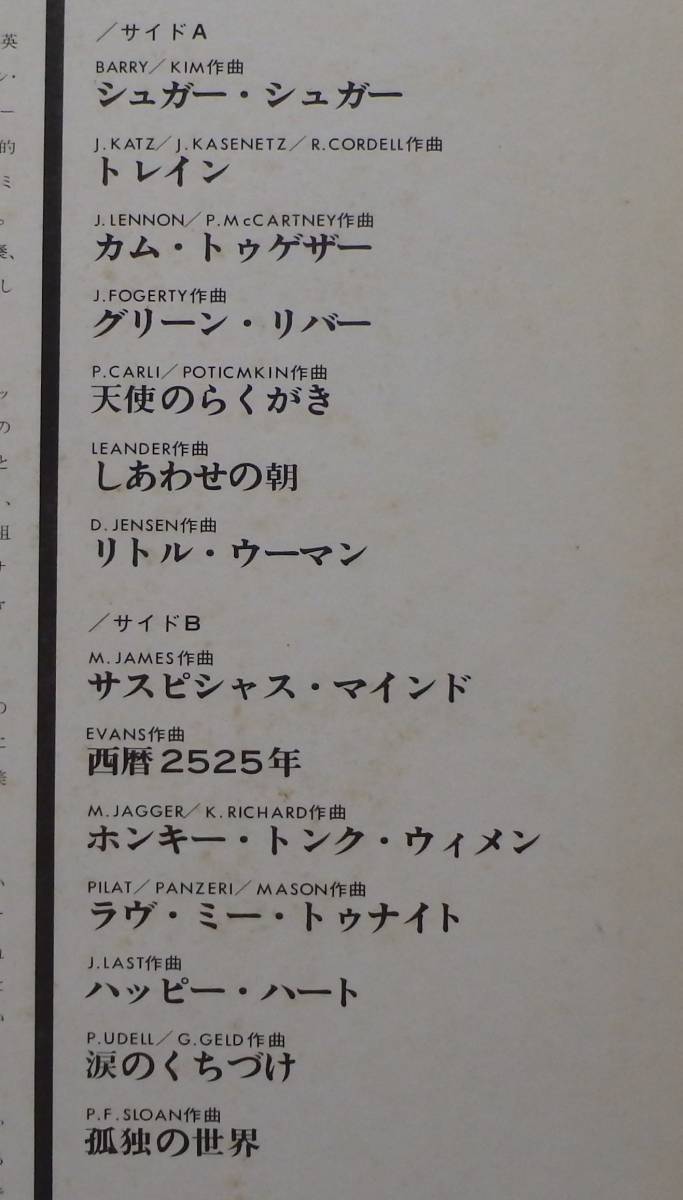 ／サイドA
BARRY／KIM作曲
シュガー・シュガー
J.KATZ／J.KASENETZ／R.CORDELL作曲
トレイン
J.LENNON／P.McCARTNEY作曲
カム・トゥゲザー
J.FOGERTY作曲
グリーン・リバー
P.CARLI／POTICMKIN作曲
天使のらくがき
LEANDER作曲
しあわせの朝
D.JENSEN作曲
リトル・ウーマン
／サイドB
M.JAMES作曲
サスピシャス・マインド
EVANS作曲
西暦2525年
M.JAGGER／K.RICHARD作曲
ホンキー・トンク・ウィメン
PILAT／PANZERI／MASON作曲
ラヴ・ミー・トゥナイト
J.LAST作曲
ハッピー・ハート
P.UDELL／G.GELD作曲
涙のくちづけ
P.F.SLOAN作曲
孤独の世界